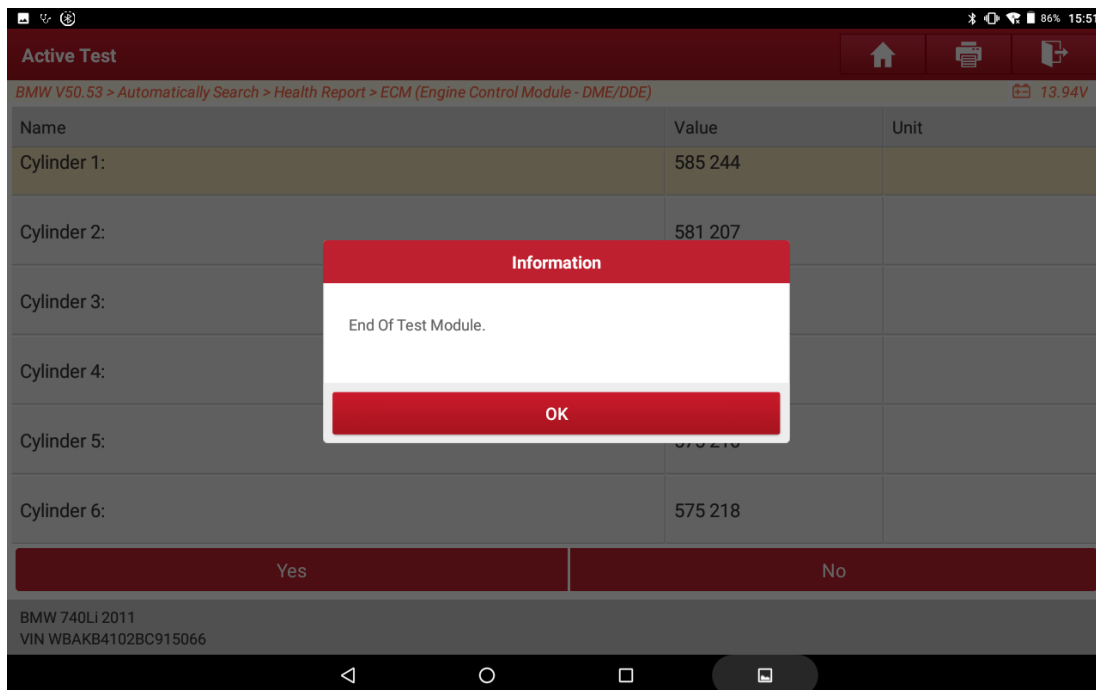 86% 15:51
Active Test
BMW V50.53 > Automatically Search > Health Report > ECM (Engine Control Module - DME/DDE) 13.94V
Name Value Unit
Cylinder 1: 585 244
Cylinder 2: 581 207
Information
Cylinder 3:
End Of Test Module.
Cylinder 4:
OK
Cylinder 5:
Cylinder 6: 575 218
Yes No
BMW 740Li 2011
VIN WBAKB4102BC915066